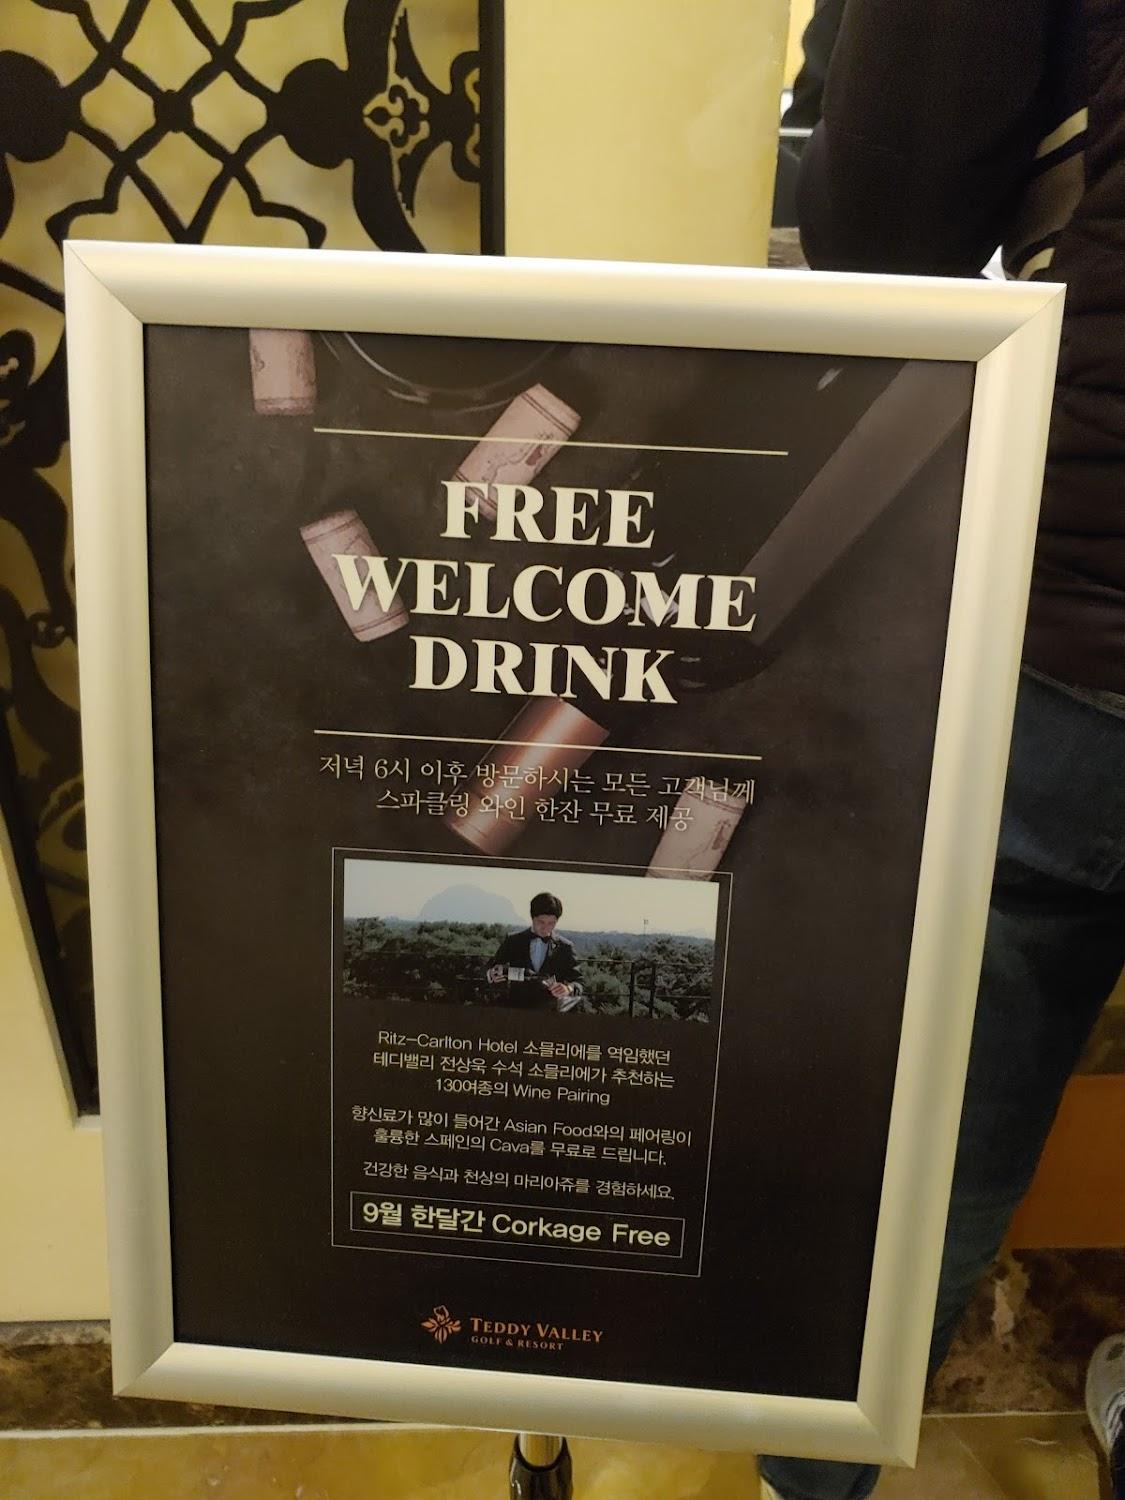 FREE
WELCOME
DRINK
저녁 6시 이후 방문하시는 모든 고객님께
스파클링 와인 한잔 무료 제공
Ritz-Carlton Hotel 소믈리에를 역임했던
테디밸리 전상욱 수석 소믈리에가 추천하는
130여종의 Wine Pairing
향신료가 많이 들어간 Asian Food와의 페어링이
훌륭한 스페인의 Cava를 무료로 드립니다.
건강한 음식과 천상의 마리아쥬를 경험하세요.
9월 한달간 Corkage Free
TEDDY VALLEY
GOLF & RESORT